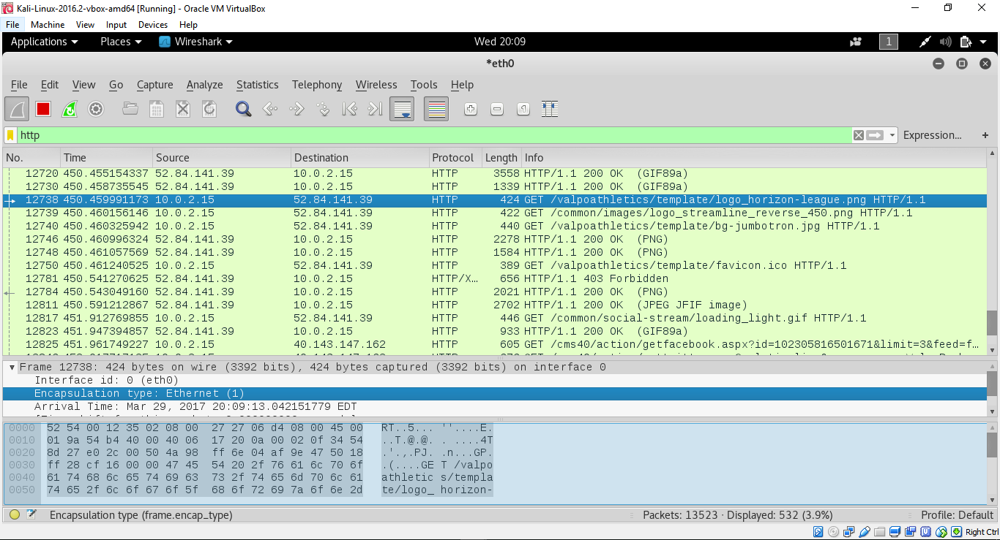 Kali-Linux-2016.2-vbox-amd64 [Running] - Oracle VM VirtualBox
File Machine View Input Devices Help
Applications Places Wireshark Wed 20:09 1
*eth0
File Edit View Go Capture Analyze Statistics Telephony Wireless Tools Help
http Expression... +
No. Time Source Destination Protocol Length Info
12720 450.455154337 52.84.141.39 10.0.2.15 HTTP 3558 HTTP/1.1 200 OK (GIF89a)
12730 450.458735545 52.84.141.39 10.0.2.15 HTTP 1339 HTTP/1.1 200 OK (GIF89a)
12738 450.459991173 10.0.2.15 52.84.141.39 HTTP 424 GET /valpoathletics/template/logo_horizon-league.png HTTP/1.1
12739 450.460156146 10.0.2.15 52.84.141.39 HTTP 422 GET /common/images/logo_streamline_reverse_450.png HTTP/1.1
12740 450.460325942 10.0.2.15 52.84.141.39 HTTP 440 GET /valpoathletics/template/bg-jumbotron.jpg HTTP/1.1
12746 450.460996324 52.84.141.39 10.0.2.15 HTTP 2278 HTTP/1.1 200 OK (PNG)
12748 450.461057569 52.84.141.39 10.0.2.15 HTTP 1584 HTTP/1.1 200 OK (PNG)
12750 450.461240525 10.0.2.15 52.84.141.39 HTTP 389 GET /valpoathletics/template/favicon.ico HTTP/1.1
12781 450.541270625 52.84.141.39 10.0.2.15 HTTP/X… 656 HTTP/1.1 403 Forbidden
12784 450.543049160 52.84.141.39 10.0.2.15 HTTP 2021 HTTP/1.1 200 OK (PNG)
12811 450.591212867 52.84.141.39 10.0.2.15 HTTP 2702 HTTP/1.1 200 OK (JPEG JFIF image)
12817 451.912769855 10.0.2.15 52.84.141.39 HTTP 446 GET /common/social-stream/loading_light.gif HTTP/1.1
12823 451.947394857 52.84.141.39 10.0.2.15 HTTP 933 HTTP/1.1 200 OK (GIF89a)
12825 451.961749227 10.0.2.15 40.143.147.162 HTTP 605 GET /cms40/action/getfacebook.aspx?id=102305816501671&limit=3&feed=f…
Frame 12738: 424 bytes on wire (3392 bits), 424 bytes captured (3392 bits) on interface 0
Interface id: 0 (eth0)
Encapsulation type: Ethernet (1)
Arrival Time: Mar 29, 2017 20:09:13.042151779 EDT
0000 52 54 00 12 35 02 08 00 27 27 06 d4 08 00 45 00 RT..5... ''....E.
0010 01 9a 54 b4 40 00 40 06 17 20 0a 00 02 0f 34 54 ..T.@.@. . ....4T
0020 8d 27 e0 2c 00 50 4a 98 ff 6e 04 af 9e 47 50 18 .'.,.PJ. .n...GP.
0030 ff 28 cf 16 00 00 47 45 54 20 2f 76 61 6c 70 6f .(....GE T /valpo
0040 61 74 68 6c 65 74 69 63 73 2f 74 65 6d 70 6c 61 athletic s/templa
0050 74 65 2f 6c 6f 67 6f 5f 68 6f 72 69 7a 6f 6e 2d te/logo_ horizon-
Encapsulation type (frame.encap_type) Packets: 13523 · Displayed: 532 (3.9%) Profile: Default
Right Ctrl